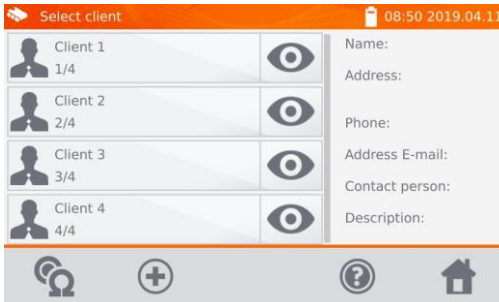 Select client
08:50 2019.04.11
Client 1
1/4
Client 2
2/4
Client 3
3/4
Client 4
4/4
Name:
Address:
Phone:
Address E-mail:
Contact person:
Description: